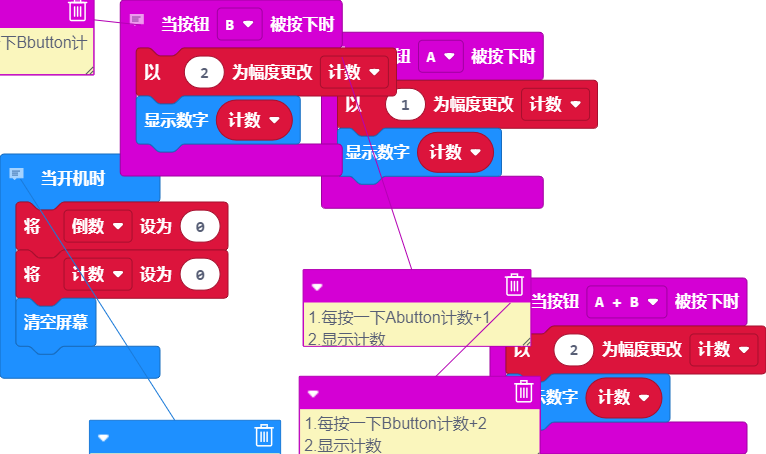 下Bbutton计
当按钮 B 被按下时
以 2 为幅度更改 计数
显示数字 计数
钮 A 被按下时
以 1 为幅度更改 计数
显示数字 计数
当开机时
将 倒数 设为 0
将 计数 设为 0
清空屏幕
1.每按一下Abutton计数+1
2.显示计数
当按钮 A + B 被按下时
以 2 为幅度更改 计数
示数字 计数
1.每按一下Bbutton计数+2
2.显示计数